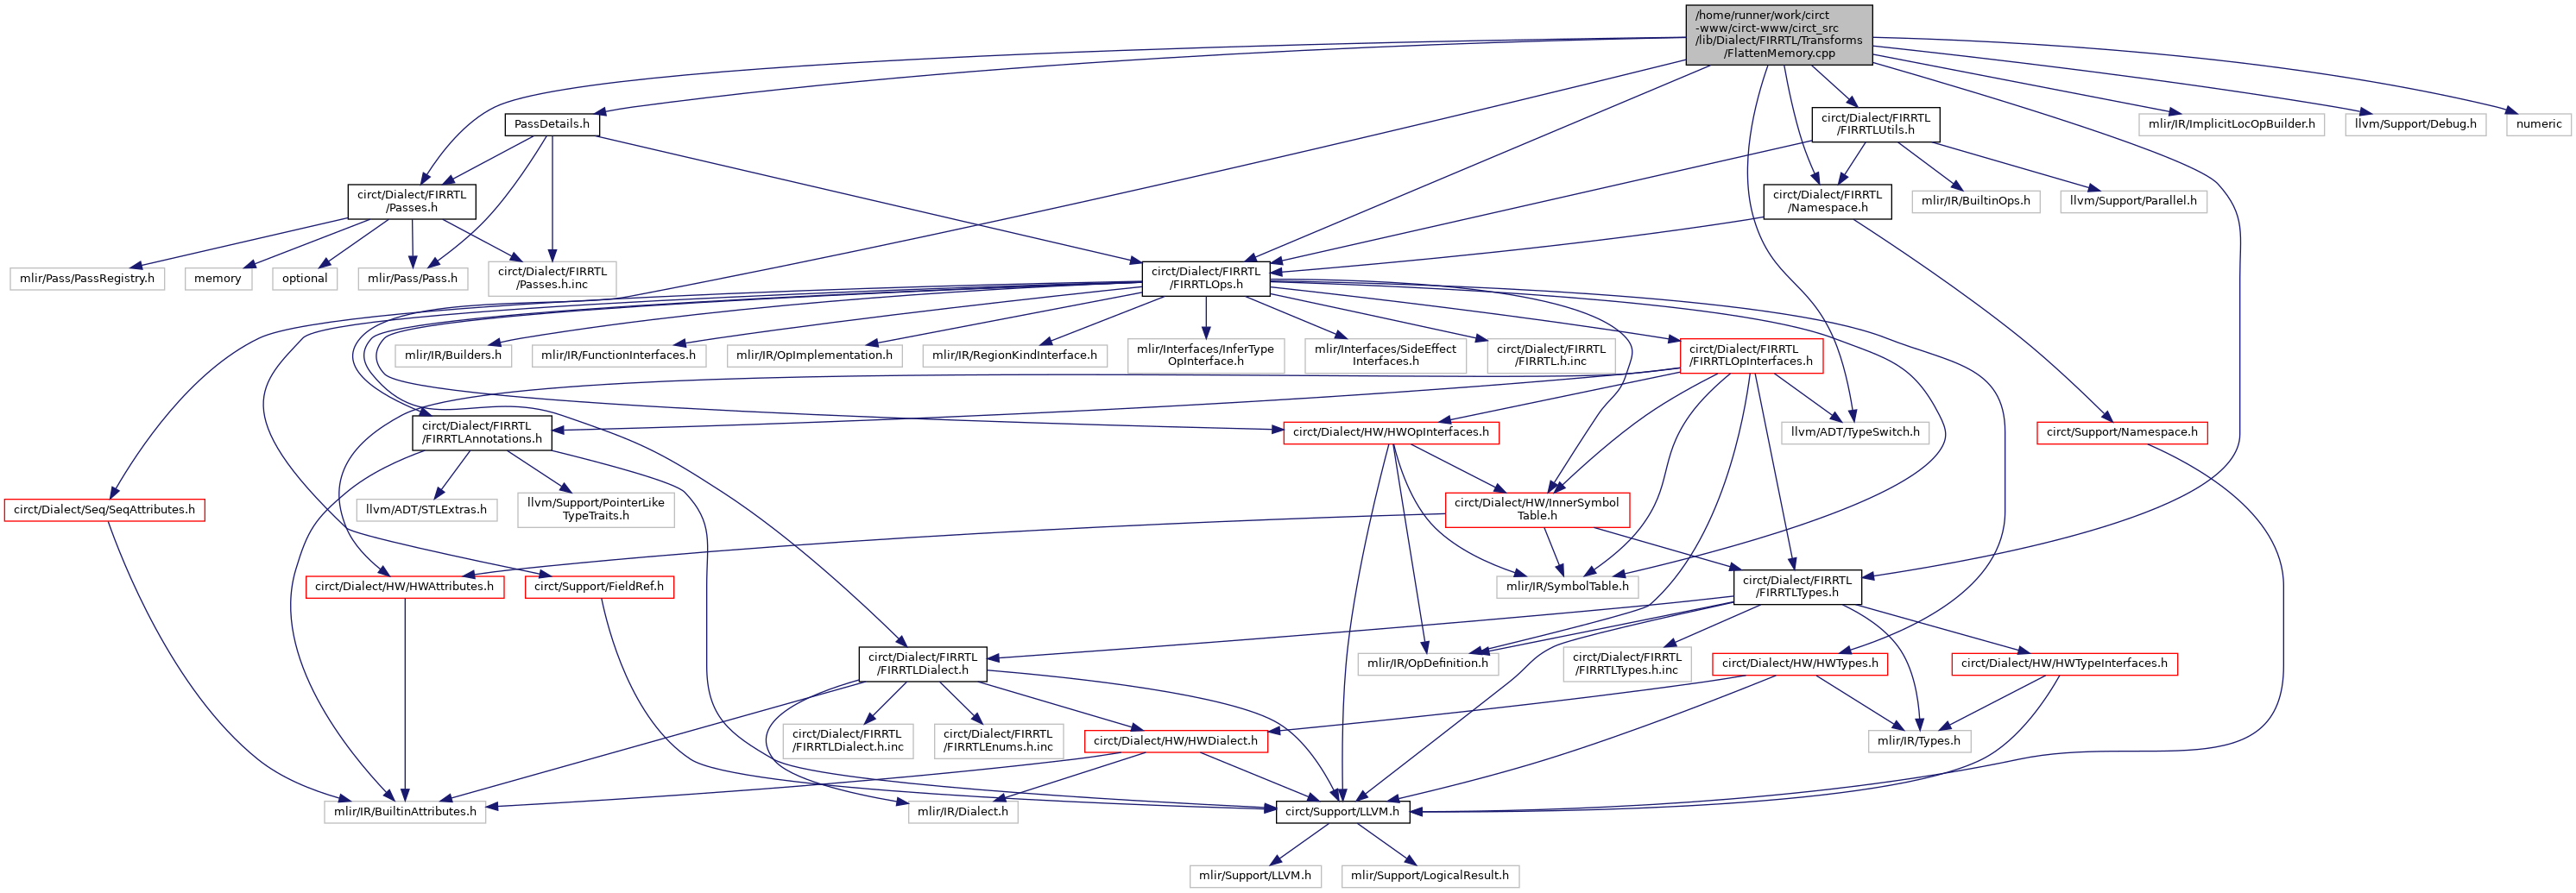 /home/runner/work/circt
-www/circt-www/circt_src
/lib/Dialect/FIRRTL/Transforms
/FlattenMemory.cpp
PassDetails.h
circt/Dialect/FIRRTL
/FIRRTLUtils.h
mlir/IR/ImplicitLocOpBuilder.h
llvm/Support/Debug.h
numeric
circt/Dialect/FIRRTL
/Passes.h
circt/Dialect/FIRRTL
/Namespace.h
mlir/IR/BuiltinOps.h
llvm/Support/Parallel.h
mlir/Pass/PassRegistry.h
memory
optional
mlir/Pass/Pass.h
circt/Dialect/FIRRTL
/Passes.h.inc
circt/Dialect/FIRRTL
/FIRRTLOps.h
mlir/IR/Builders.h
mlir/IR/FunctionInterfaces.h
mlir/IR/OpImplementation.h
mlir/IR/RegionKindInterface.h
mlir/Interfaces/InferType
OpInterface.h
mlir/Interfaces/SideEffect
Interfaces.h
circt/Dialect/FIRRTL
/FIRRTL.h.inc
circt/Dialect/FIRRTL
/FIRRTLOpInterfaces.h
circt/Dialect/FIRRTL
/FIRRTLAnnotations.h
circt/Dialect/HW/HWOpInterfaces.h
llvm/ADT/TypeSwitch.h
circt/Support/Namespace.h
circt/Dialect/Seq/SeqAttributes.h
llvm/ADT/STLExtras.h
llvm/Support/PointerLike
TypeTraits.h
circt/Dialect/HW/InnerSymbol
Table.h
circt/Dialect/HW/HWAttributes.h
circt/Support/FieldRef.h
mlir/IR/SymbolTable.h
circt/Dialect/FIRRTL
/FIRRTLTypes.h
circt/Dialect/FIRRTL
/FIRRTLDialect.h
mlir/IR/OpDefinition.h
circt/Dialect/FIRRTL
/FIRRTLTypes.h.inc
circt/Dialect/HW/HWTypes.h
circt/Dialect/HW/HWTypeInterfaces.h
circt/Dialect/FIRRTL
/FIRRTLDialect.h.inc
circt/Dialect/FIRRTL
/FIRRTLEnums.h.inc
circt/Dialect/HW/HWDialect.h
mlir/IR/Types.h
mlir/IR/BuiltinAttributes.h
mlir/IR/Dialect.h
circt/Support/LLVM.h
mlir/Support/LLVM.h
mlir/Support/LogicalResult.h